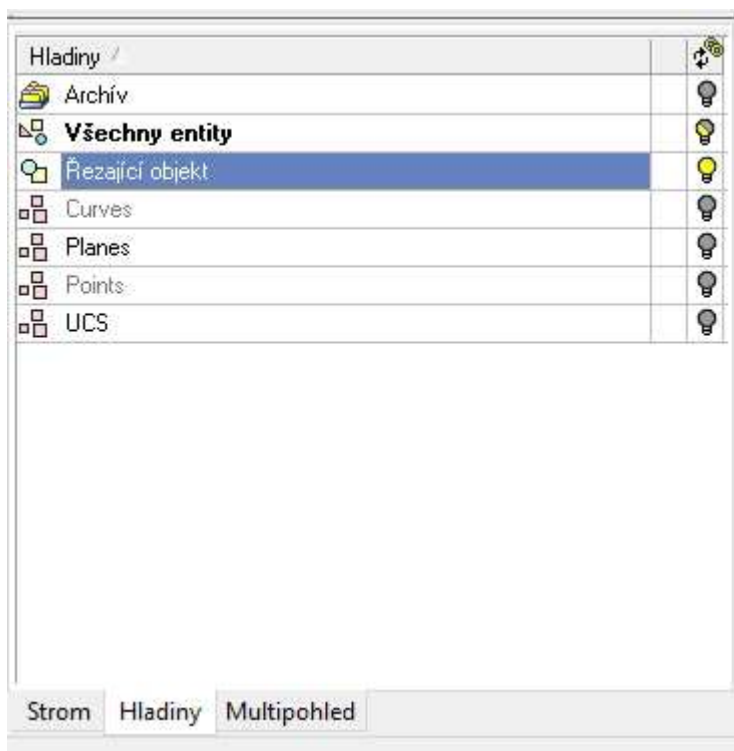 Hladiny
Archív
Všechny entity
Řezající objekt
Curves
Planes
Points
UCS
Strom Hladiny Multipohled